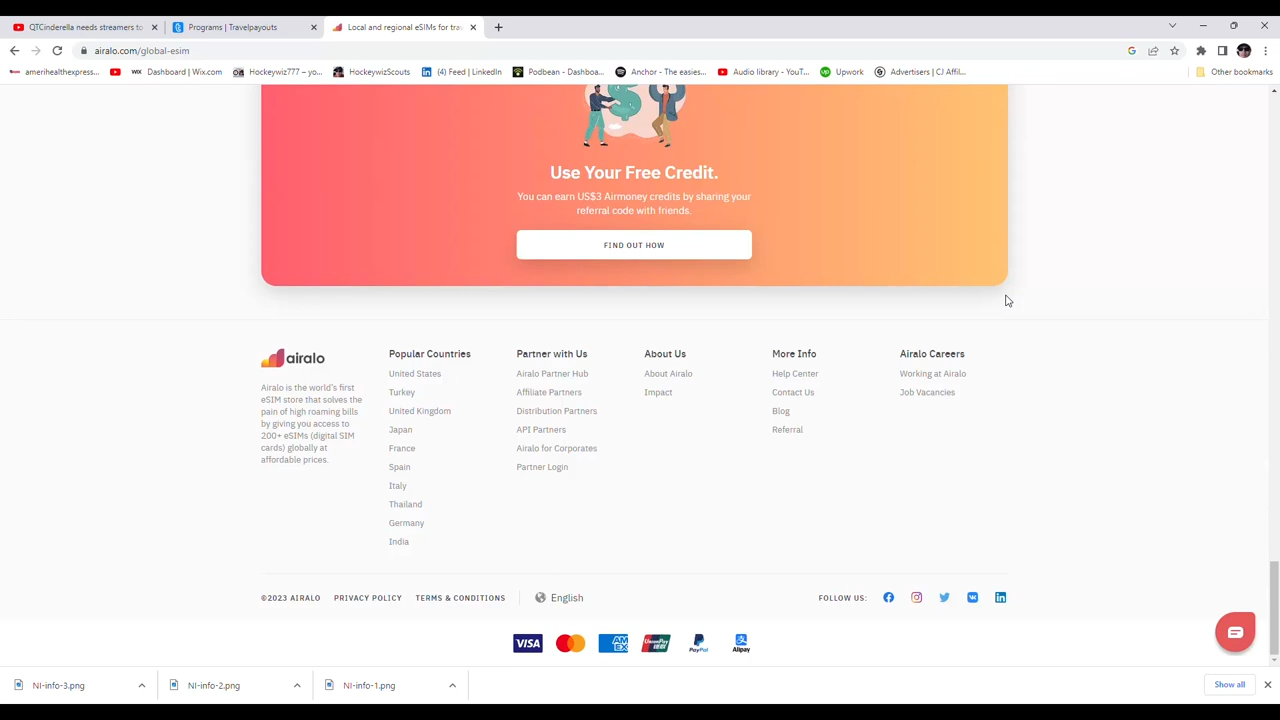 QTCinderella needs streamers to
Programs | Travelpayouts
Local and regional eSIMs for trav
airalo.com/global-esim
amerihealthexpress...
Dashboard | Wix.com
Hockeywiz777 – yo...
HockeywizScouts
(4) Feed | LinkedIn
Podbean - Dashboa...
Anchor - The easies...
Audio library - YouT...
Upwork
Advertisers | CJ Affil...
Other bookmarks
Use Your Free Credit.
You can earn US$3 Airmoney credits by sharing your
referral code with friends.
FIND OUT HOW
airalo
Airalo is the world's first
eSIM store that solves the
pain of high roaming bills
by giving you access to
200+ eSIMs (digital SIM
cards) globally at
affordable prices.
Popular Countries
United States
Turkey
United Kingdom
Japan
France
Spain
Italy
Thailand
Germany
India
Partner with Us
Airalo Partner Hub
Affiliate Partners
Distribution Partners
API Partners
Airalo for Corporates
Partner Login
About Us
About Airalo
Impact
More Info
Help Center
Contact Us
Blog
Referral
Airalo Careers
Working at Airalo
Job Vacancies
©2023 AIRALO
PRIVACY POLICY
TERMS & CONDITIONS
English
FOLLOW US:
VISA
AM
EX
UnionPay
PayPal
Alipay
NI-info-3.png
NI-info-2.png
NI-info-1.png
Show all